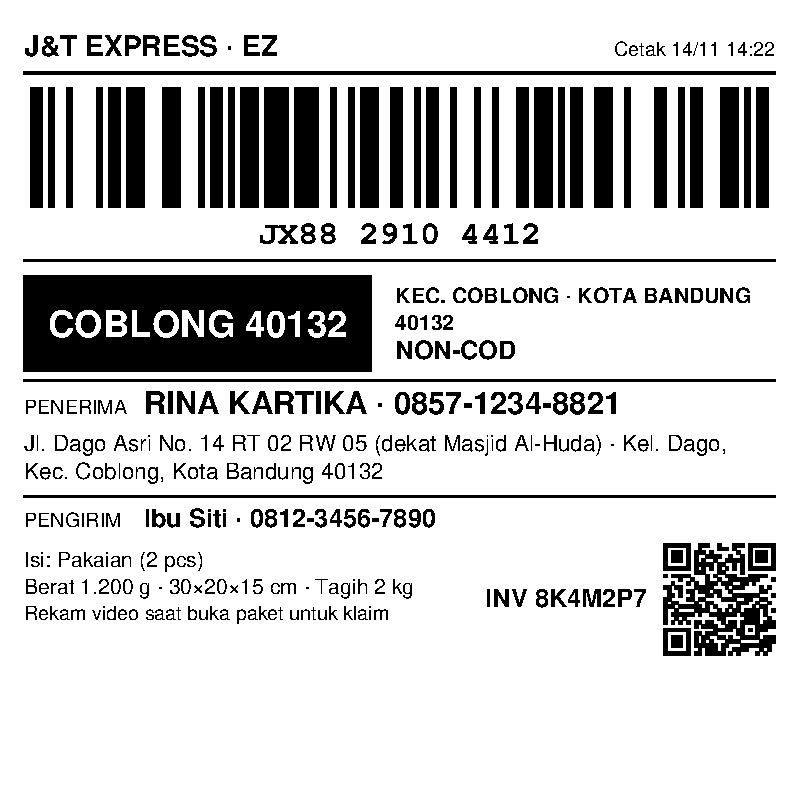 J&T EXPRESS · EZ
Cetak 14/11 14:22
JX88 2910 4412
COBLONG 40132
KEC. COBLONG · KOTA BANDUNG
40132
NON-COD
PENERIMA RINA KARTIKA · 0857-1234-8821
Jl. Dago Asri No. 14 RT 02 RW 05 (dekat Masjid Al-Huda) · Kel. Dago,
Kec. Coblong, Kota Bandung 40132
PENGIRIM Ibu Siti · 0812-3456-7890
Isi: Pakaian (2 pcs)
Berat 1.200 g · 30×20×15 cm · Tagih 2 kg
Rekam video saat buka paket untuk klaim
INV 8K4M2P7